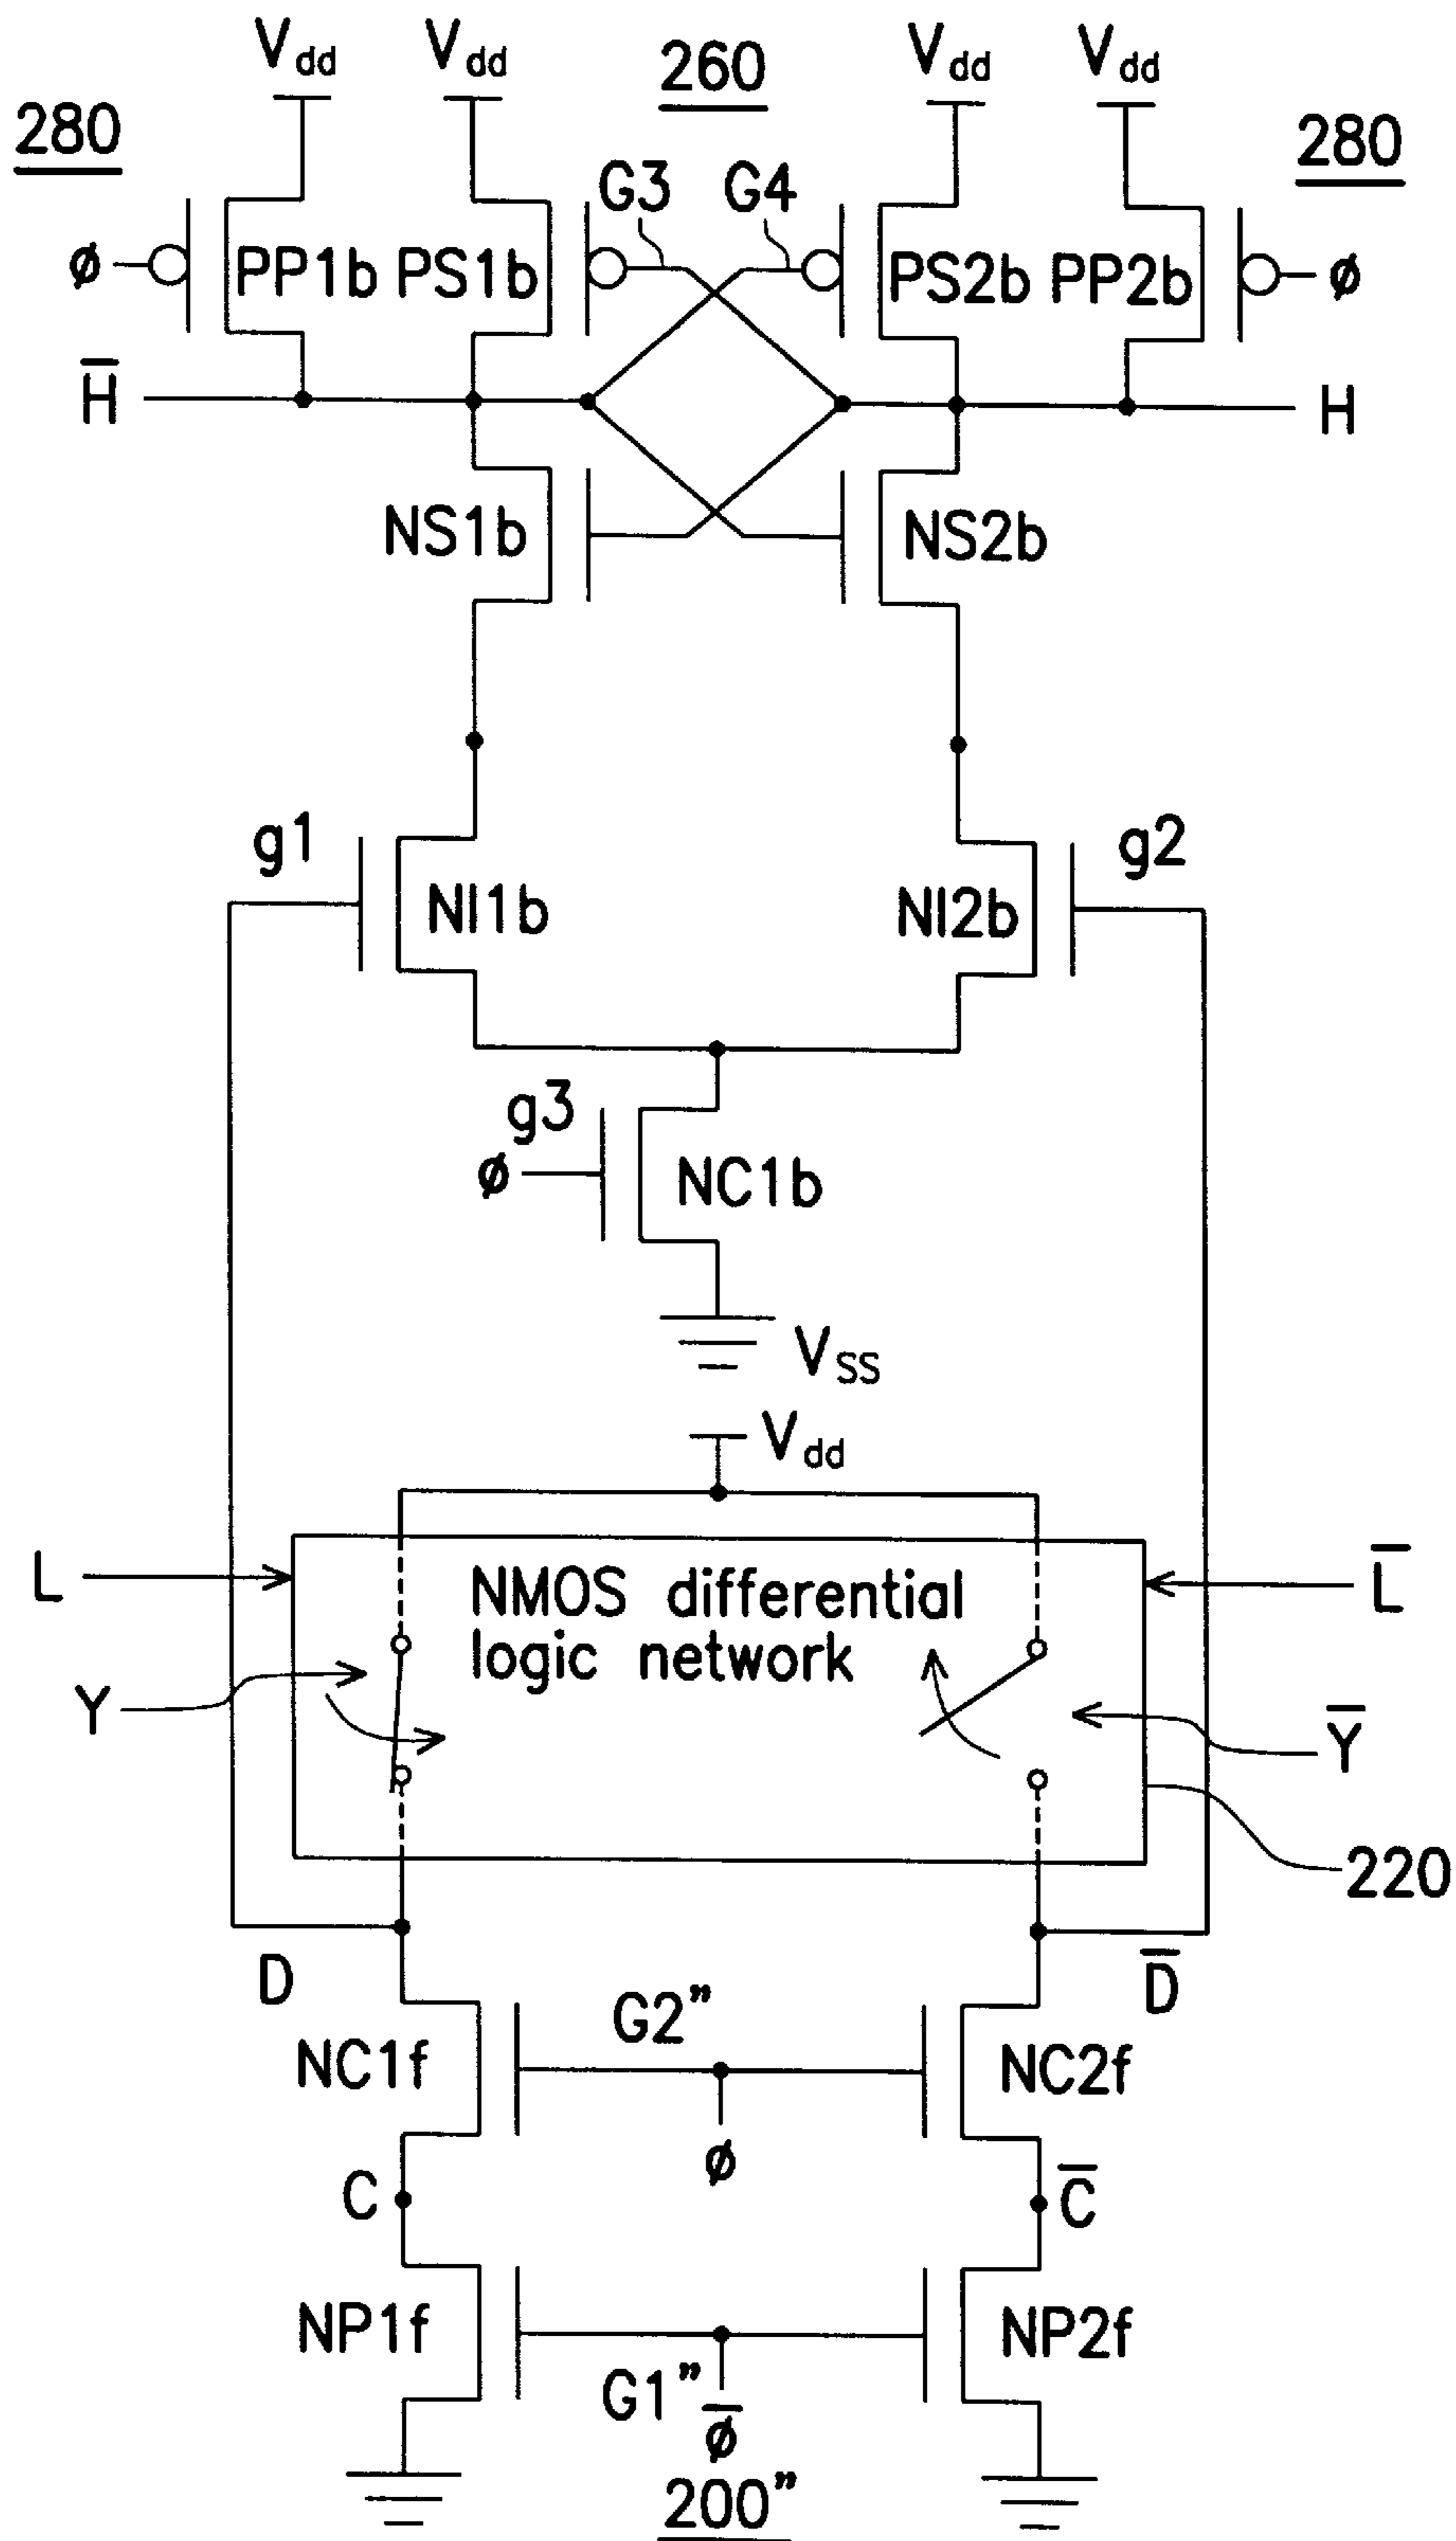 Vdd Vdd 260 Vdd Vdd
280 280
G3 G4
ø PP1b PS1b PS2b PP2b ø
H̅ H
NS1b NS2b
g1 g2
NI1b NI2b
g3
ø NC1b
VSS
Vdd
L NMOS differential L̅
logic network
Y Y̅
220
D D̅
G2”
NC1f NC2f
ø
C C̅
NP1f NP2f
G1” ø̅
200”